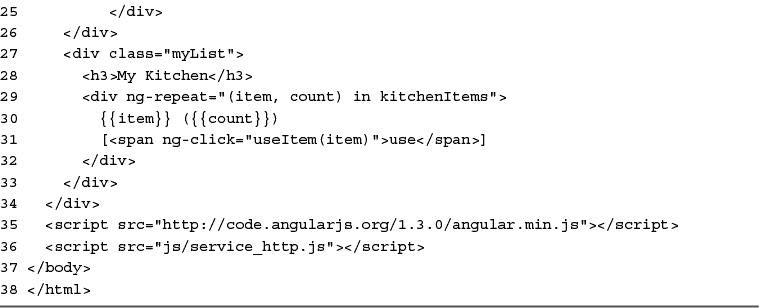 25          </div>
26     </div>
27     <div class="myList">
28       <h3>My Kitchen</h3>
29       <div ng-repeat="(item, count) in kitchenItems">
30         {{item}} ({{count}})
31         [<span ng-click="useItem(item)">use</span>]
32       </div>
33     </div>
34   </div>
35   <script src="http://code.angularjs.org/1.3.0/angular.min.js"></script>
36   <script src="js/service_http.js"></script>
37 </body>
38 </html>